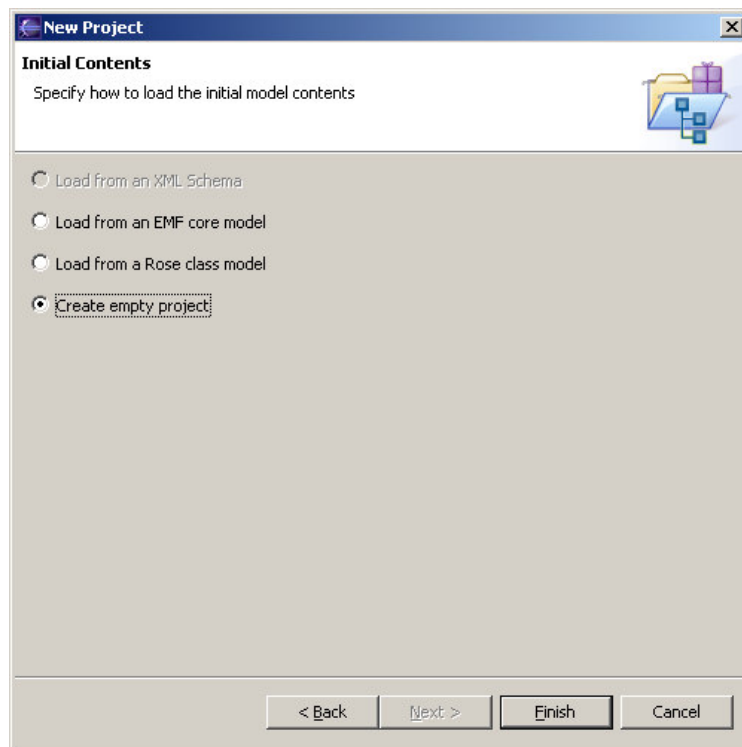 New Project
Initial Contents
Specify how to load the initial model contents
Load from an XML Schema
Load from an EMF core model
Load from a Rose class model
Create empty project
< Back
Next >
Finish
Cancel